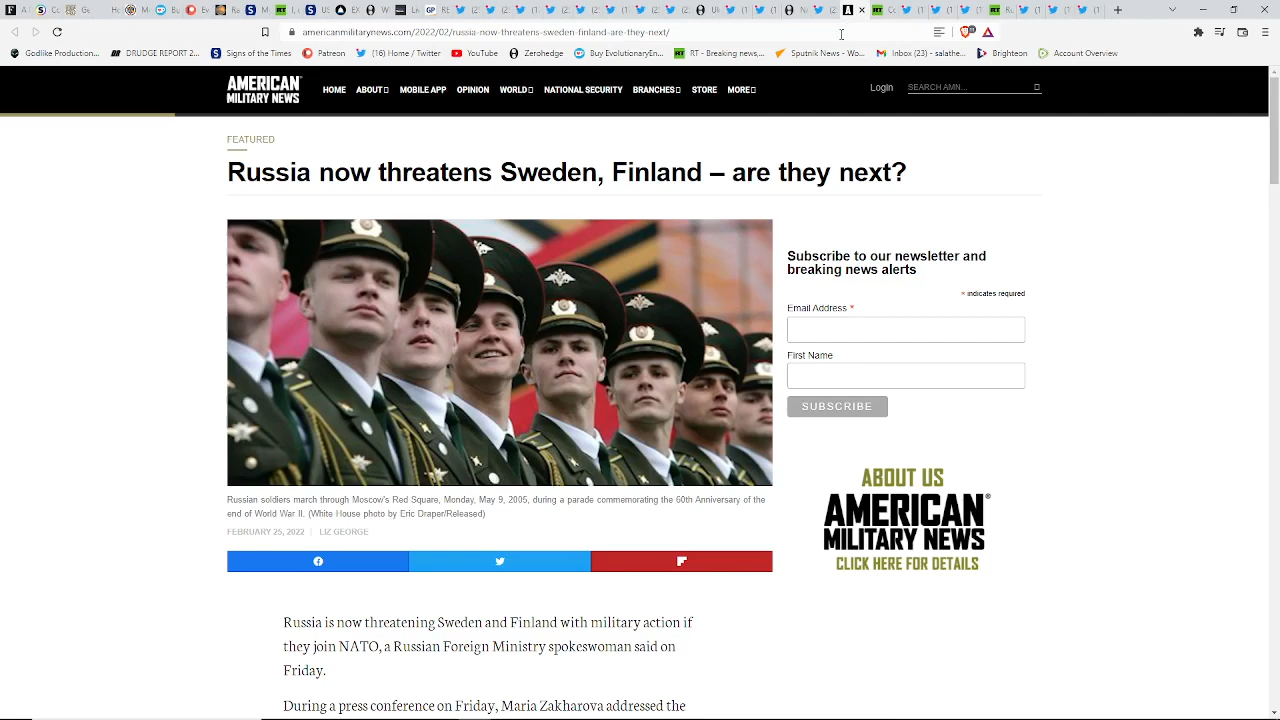 americanmilitarynews.com/2022/02/russia-now-threatens-sweden-finland-are-they-next/
Godlike Production...
DRUDGE REPORT 2...
Signs of the Times
Patreon
(16) Home / Twitter
YouTube
Zerohedge
Buy EvolutionaryEn...
RT - Breaking news,...
Sputnik News - Wo...
Inbox (23) - salathe...
Brighteon
Account Overview
AMERICAN
MILITARY NEWS
HOME
ABOUT
MOBILE APP
OPINION
WORLD
NATIONAL SECURITY
BRANCHES
STORE
MORE
Login
SEARCH AMN...
FEATURED
Russia now threatens Sweden, Finland – are they next?
Russian soldiers march through Moscow's Red Square, Monday, May 9, 2005, during a parade commemorating the 60th Anniversary of the
end of World War II. (White House photo by Eric Draper/Released)
FEBRUARY 25, 2022 | LIZ GEORGE
Russia is now threatening Sweden and Finland with military action if
they join NATO, a Russian Foreign Ministry spokeswoman said on
Friday.
During a press conference on Friday, Maria Zakharova addressed the
Subscribe to our newsletter and
breaking news alerts
* indicates required
Email Address *
First Name
SUBSCRIBE
ABOUT US
AMERICAN®
MILITARY NEWS
CLICK HERE FOR DETAILS